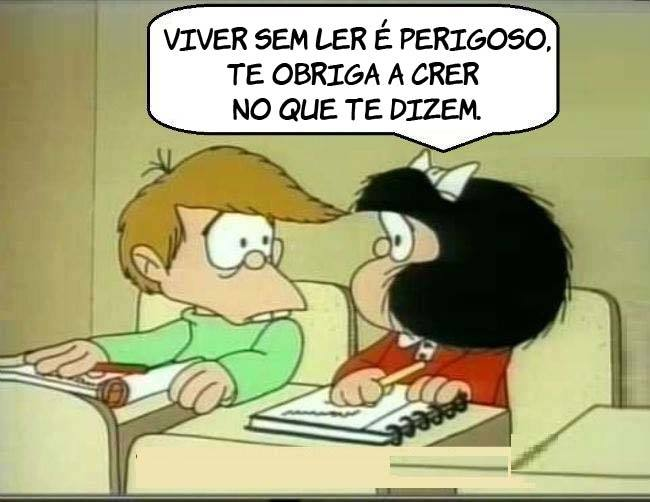 VIVER SEM LER É PERIGOSO,
TE OBRIGA A CRER
NO QUE TE DIZEM.